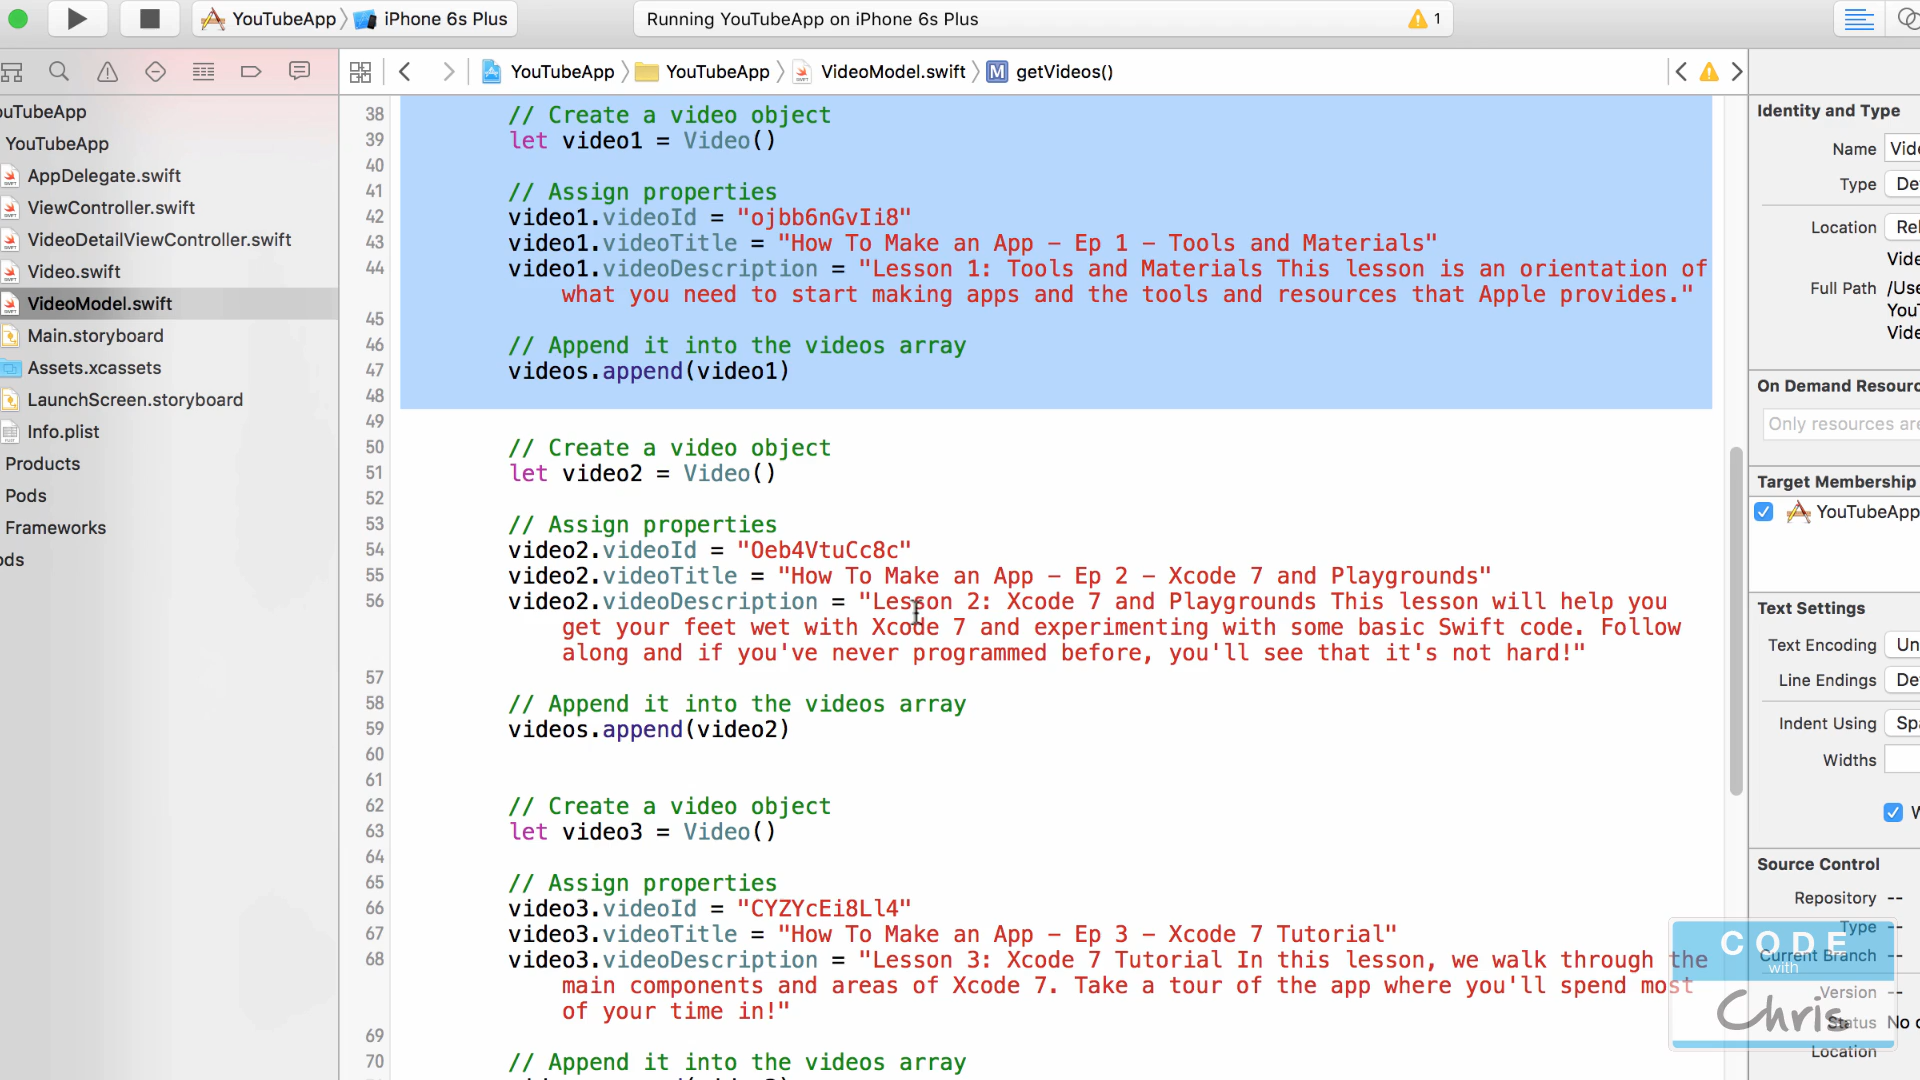 YouTubeApp
iPhone 6s Plus
Running YouTubeApp on iPhone 6s Plus
1
YouTubeApp
YouTubeApp
VideoModel.swift
M
getVideos()
ouTubeApp
YouTubeApp
AppDelegate.swift
ViewController.swift
VideoDetailViewController.swift
Video.swift
VideoModel.swift
Main.storyboard
Assets.xcassets
LaunchScreen.storyboard
Info.plist
Products
Pods
Frameworks
ods
38 // Create a video object
39 let video1 = Video()
40
41 // Assign properties
42 video1.videoId = "ojbb6nGvIi8"
43 video1.videoTitle = "How To Make an App – Ep 1 – Tools and Materials"
44 video1.videoDescription = "Lesson 1: Tools and Materials This lesson is an orientation of
what you need to start making apps and the tools and resources that Apple provides."
45
46 // Append it into the videos array
47 videos.append(video1)
48
49
50 // Create a video object
51 let video2 = Video()
52
53 // Assign properties
54 video2.videoId = "Oeb4VtuCc8c"
55 video2.videoTitle = "How To Make an App – Ep 2 – Xcode 7 and Playgrounds"
56 video2.videoDescription = "Lesson 2: Xcode 7 and Playgrounds This lesson will help you
get your feet wet with Xcode 7 and experimenting with some basic Swift code. Follow
along and if you've never programmed before, you'll see that it's not hard!"
57
58 // Append it into the videos array
59 videos.append(video2)
60
61
62 // Create a video object
63 let video3 = Video()
64
65 // Assign properties
66 video3.videoId = "CYZYcEi8Ll4"
67 video3.videoTitle = "How To Make an App – Ep 3 – Xcode 7 Tutorial"
68 video3.videoDescription = "Lesson 3: Xcode 7 Tutorial In this lesson, we walk through the
main components and areas of Xcode 7. Take a tour of the app where you'll spend most
of your time in!"
69
70 // Append it into the videos array
Identity and Type
Name Vide
Type De
Location Rel
Vide
Full Path /Use
You
Vide
On Demand Resourc
Only resources are
Target Membership
YouTubeApp
Text Settings
Text Encoding Un
Line Endings De
Indent Using Spa
Widths
W
Source Control
Repository --
Type --
Current Branch --
Version --
Status No c
Location
CODE
with
Chris